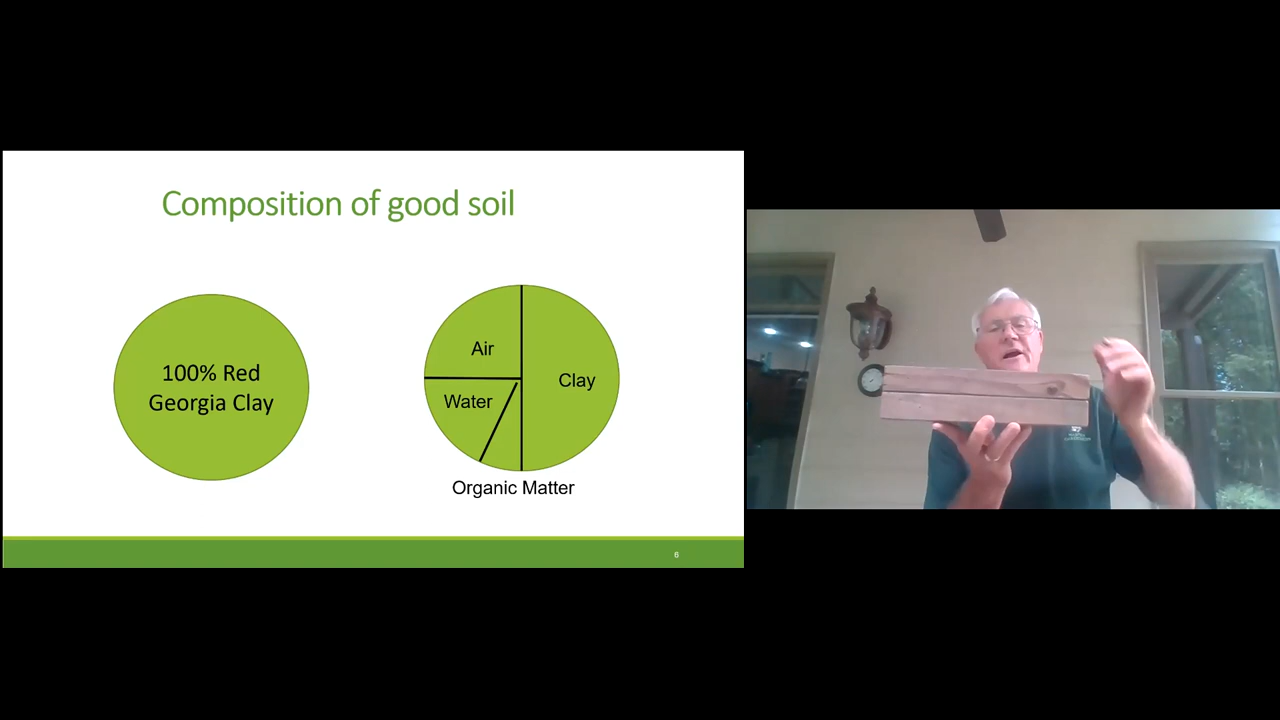 Composition of good soil
100% Red
Georgia Clay
Air
Water
Clay
Organic Matter
6